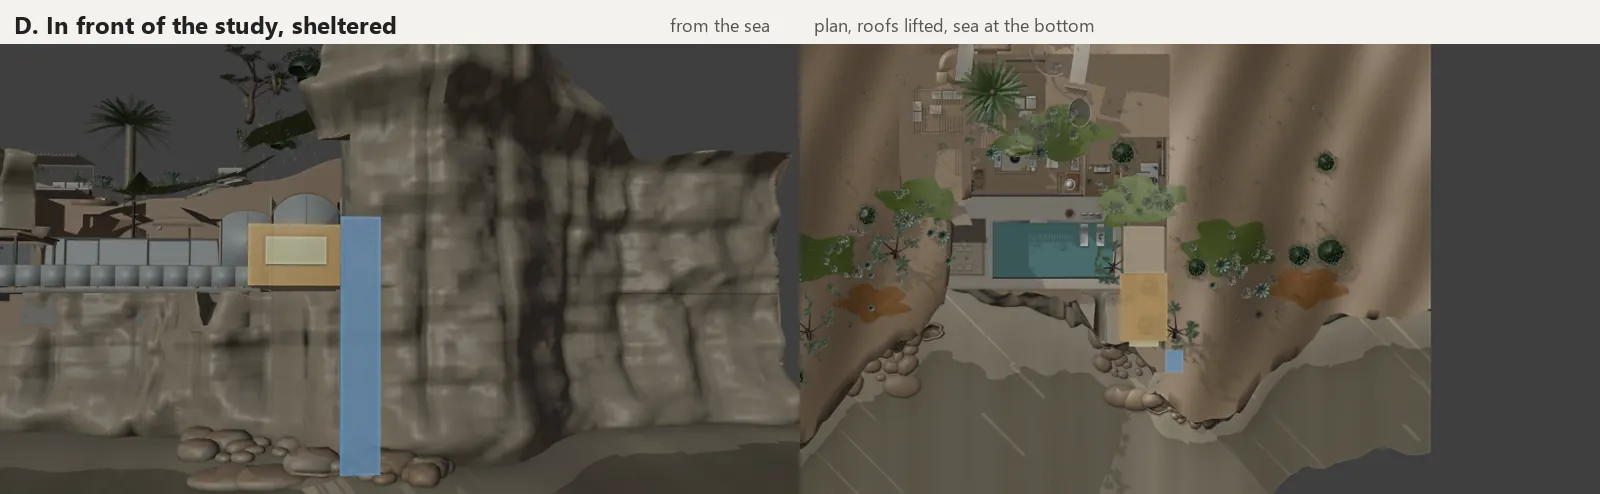 D. In front of the study, sheltered
from the sea
plan, roofs lifted, sea at the bottom